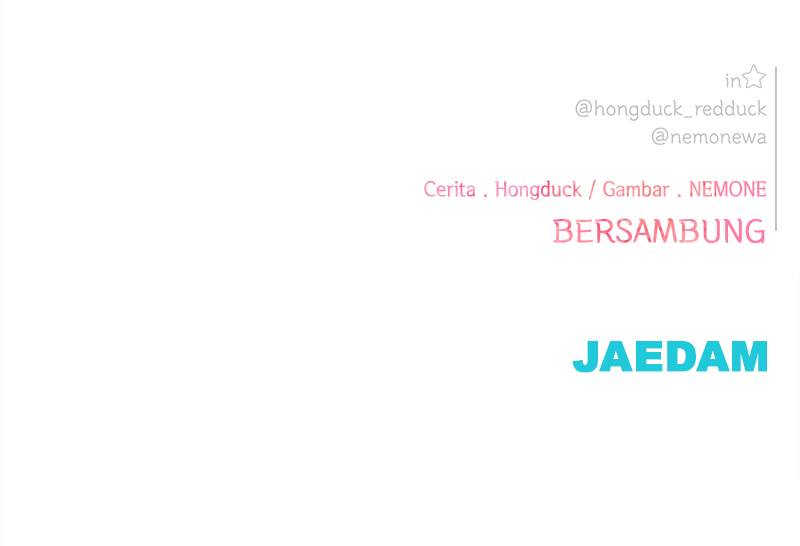 in☆
@hongduck_redduck
@nemonewa
Cerita . Hongduck / Gambar . NEMONE
BERSAMBUNG
JAEDAM